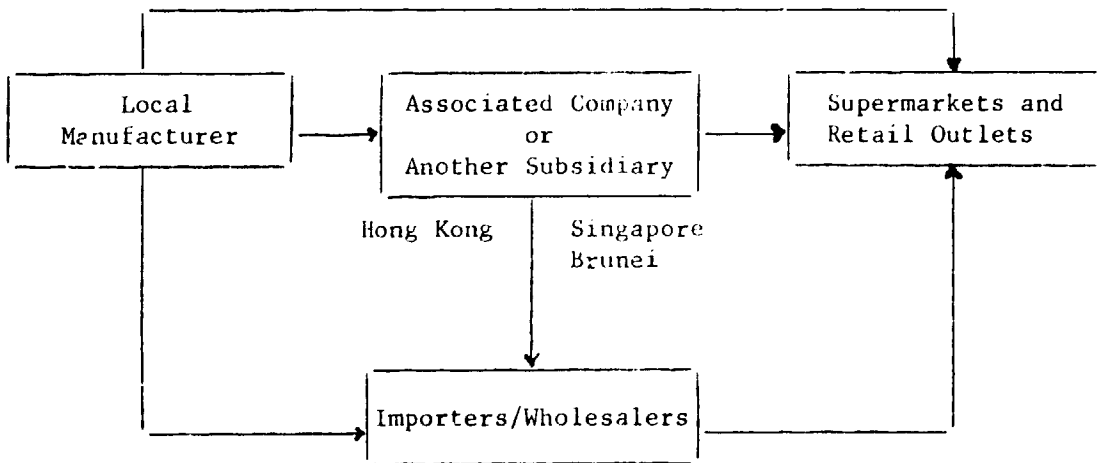 Local
Manufacturer
Associated Company
or
Another Subsidiary
Supermarkets and
Retail Outlets
Hong Kong
Singapore
Brunei
Importers/Wholesalers